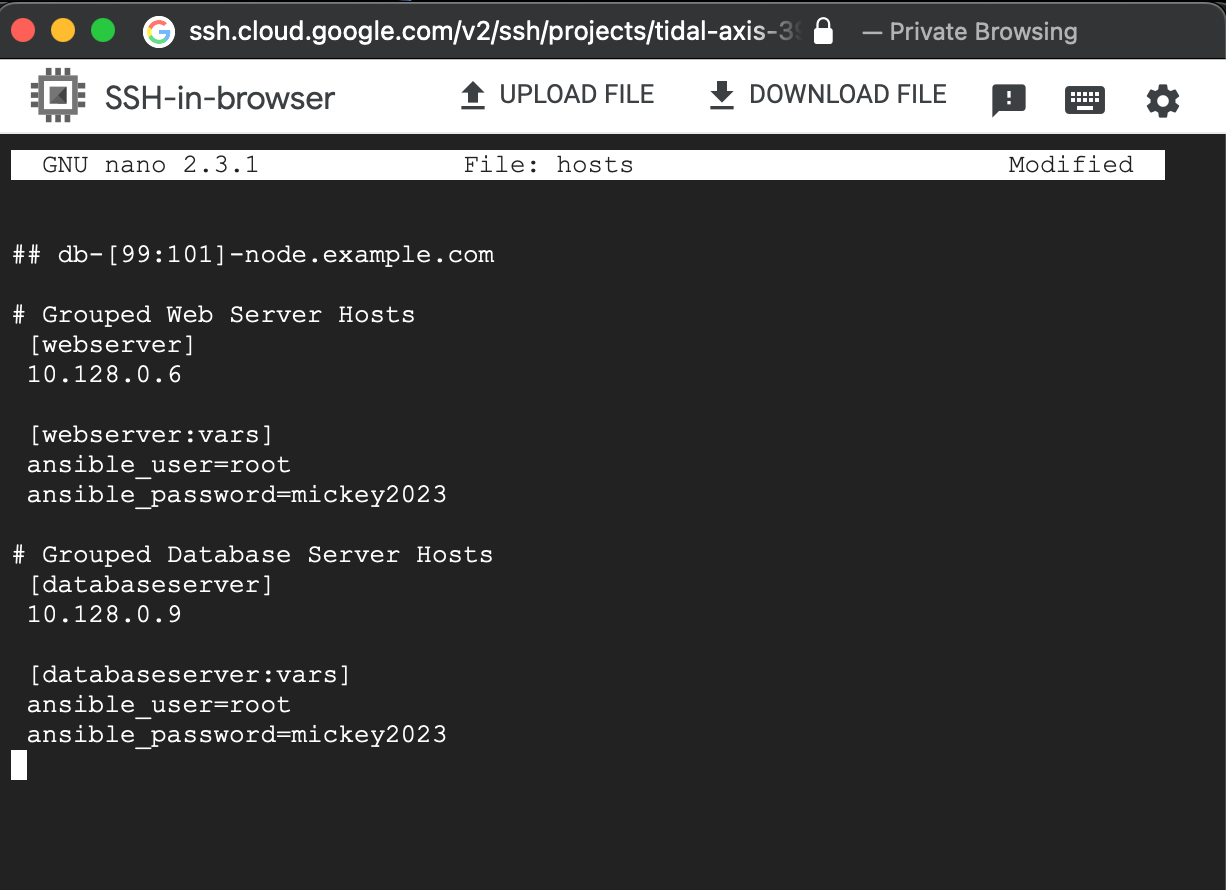 ssh.cloud.google.com/v2/ssh/projects/tidal-axis-39 — Private Browsing
SSH-in-browser UPLOAD FILE DOWNLOAD FILE
GNU nano 2.3.1 File: hosts Modified
## db-[99:101]-node.example.com
# Grouped Web Server Hosts
[webserver]
10.128.0.6
[webserver:vars]
ansible_user=root
ansible_password=mickey2023
# Grouped Database Server Hosts
[databaseserver]
10.128.0.9
[databaseserver:vars]
ansible_user=root
ansible_password=mickey2023